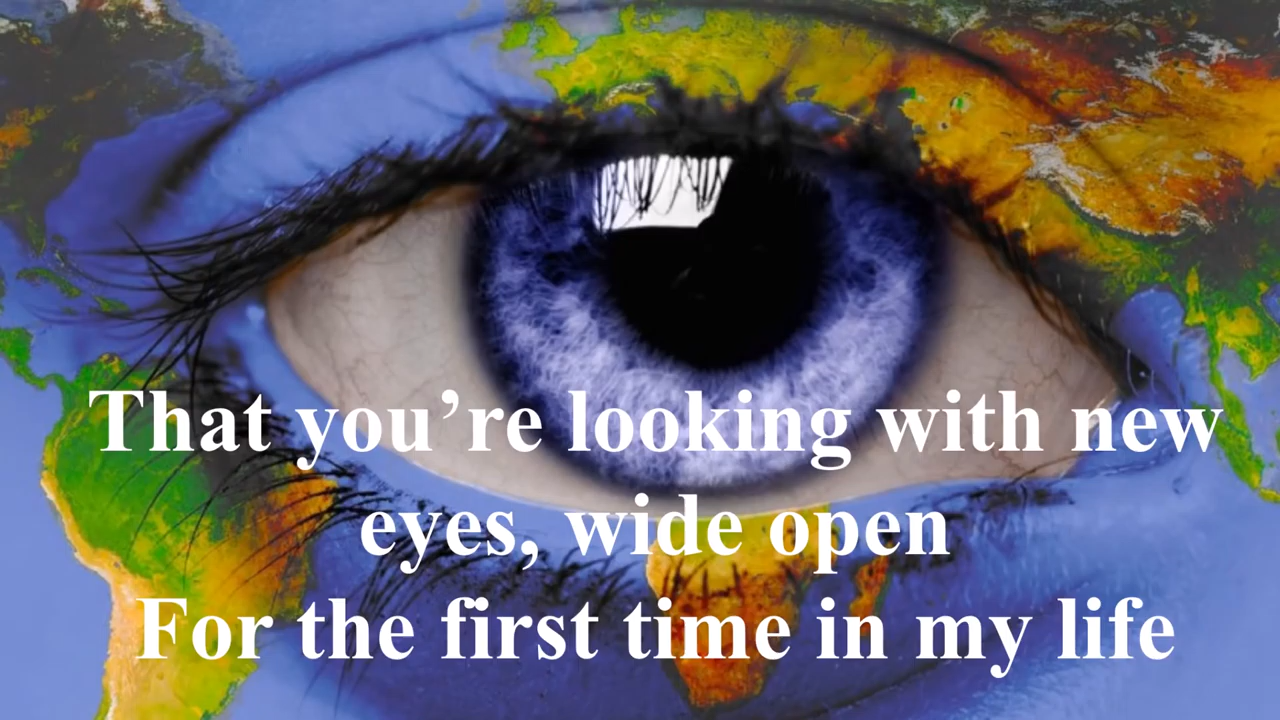 That you’re looking with new
eyes, wide open
For the first time in my life